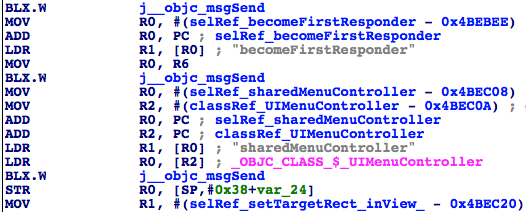 BLX.W j__objc_msgSend
MOV R0, #(selRef_becomeFirstResponder - 0x4BEBEE)
ADD R0, PC ; selRef_becomeFirstResponder
LDR R1, [R0] ; "becomeFirstResponder"
MOV R0, R6
BLX.W j__objc_msgSend
MOV R0, #(selRef_sharedMenuController - 0x4BEC08)
MOV R2, #(classRef_UIMenuController - 0x4BEC0A) ;
ADD R0, PC ; selRef_sharedMenuController
ADD R2, PC ; classRef_UIMenuController
LDR R1, [R0] ; "sharedMenuController"
LDR R0, [R2] ; _OBJC_CLASS_$_UIMenuController
BLX.W j__objc_msgSend
STR R0, [SP,#0x38+var_24]
MOV R1, #(selRef_setTargetRect_inView_ - 0x4BEC20)